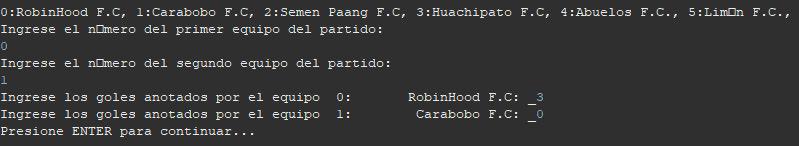 0:RobinHood F.C, 1:Carabobo F.C, 2:Semen Paang F.C, 3:Huachipato F.C, 4:Abuelos F.C., 5:Lim□n F.C.,
Ingrese el n□mero del primer equipo del partido:
0
Ingrese el n□mero del segundo equipo del partido:
1
Ingrese los goles anotados por el equipo  0:       RobinHood F.C: _3
Ingrese los goles anotados por el equipo  1:        Carabobo F.C: _0
Presione ENTER para continuar...